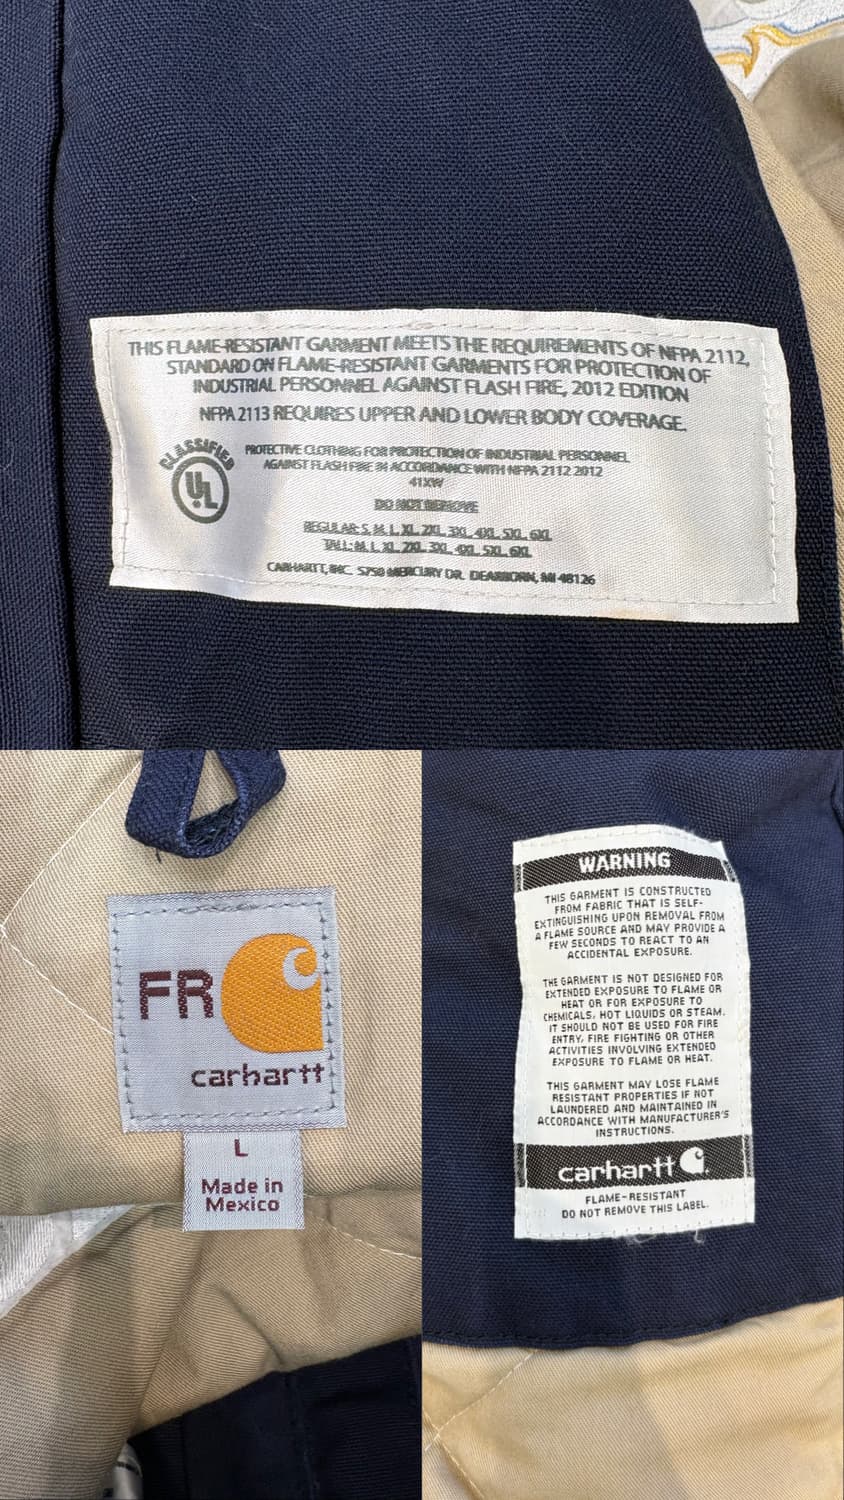 THIS FLAME-RESISTANT GARMENT MEETS THE REQUIREMENTS OF NFPA 2112,
STANDARD ON FLAME-RESISTANT GARMENTS FOR PROTECTION OF
INDUSTRIAL PERSONNEL AGAINST FLASH FIRE, 2012 EDITION
NFPA 2113 REQUIRES UPPER AND LOWER BODY COVERAGE.
CLASSIFIED
UL
PROTECTIVE CLOTHING FOR PROTECTION OF INDUSTRIAL PERSONNEL
AGAINST FLASH FIRE IN ACCORDANCE WITH NFPA 2112 2012
41XW
DO NOT REMOVE
REGULAR: S, M, L, XL, 2XL, 3XL, 4XL, 5XL, 6XL
TALL: M, L, XL, 2XL, 3XL, 4XL, 5XL, 6XL
CARHARTT, INC. 5750 MERCURY DR. DEARBORN, MI 48126
FR
carhartt
L
Made in
Mexico
WARNING
THIS GARMENT IS CONSTRUCTED
FROM FABRIC THAT IS SELF-
EXTINGUISHING UPON REMOVAL FROM
A FLAME SOURCE AND MAY PROVIDE A
FEW SECONDS TO REACT TO AN
ACCIDENTAL EXPOSURE.
THE GARMENT IS NOT DESIGNED FOR
EXTENDED EXPOSURE TO FLAME OR
HEAT OR FOR EXPOSURE TO
CHEMICALS, HOT LIQUIDS OR STEAM.
IT SHOULD NOT BE USED FOR FIRE
ENTRY, FIRE FIGHTING OR OTHER
ACTIVITIES INVOLVING EXTENDED
EXPOSURE TO FLAME OR HEAT.
THIS GARMENT MAY LOSE FLAME
RESISTANT PROPERTIES IF NOT
LAUNDERED AND MAINTAINED IN
ACCORDANCE WITH MANUFACTURER'S
INSTRUCTIONS.
carhartt
FLAME-RESISTANT
DO NOT REMOVE THIS LABEL.